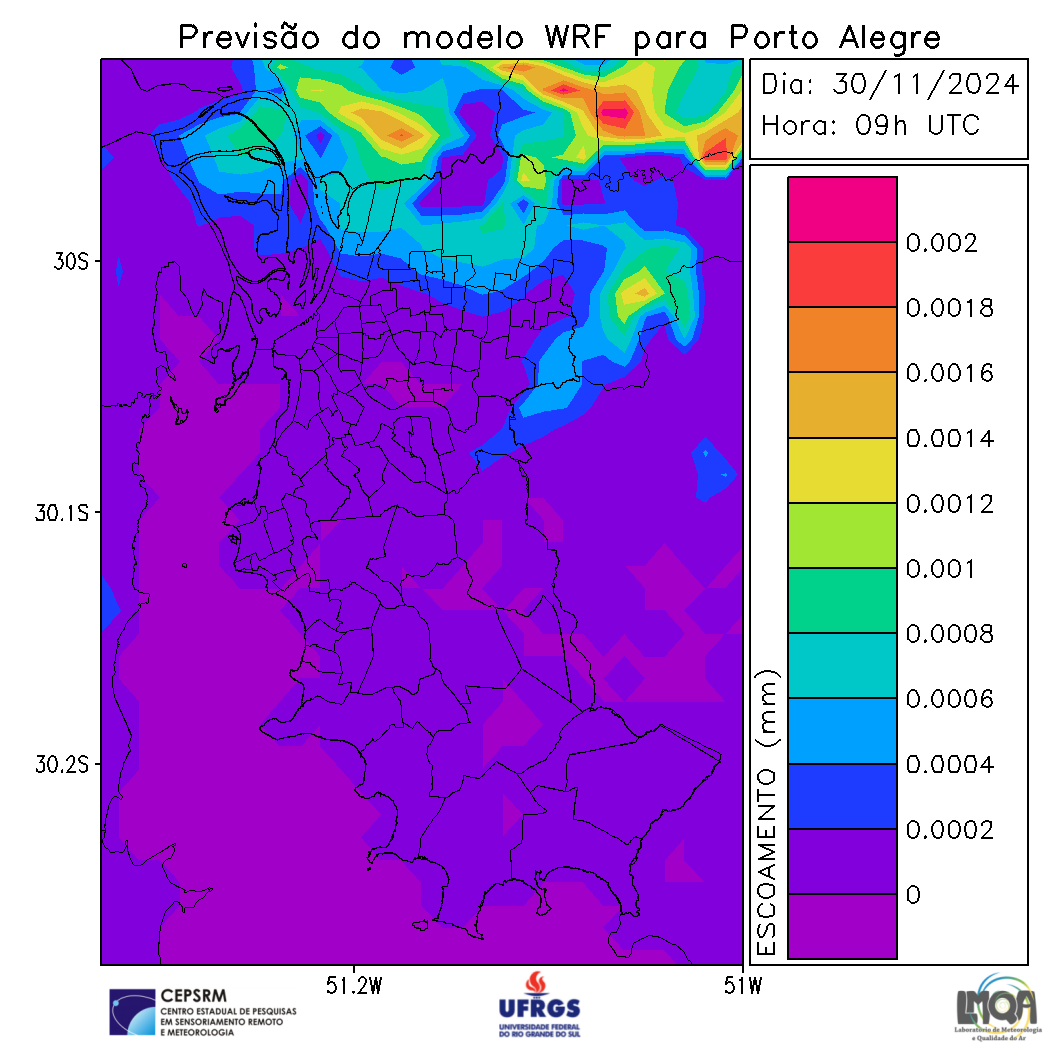 Previsão do modelo WRF para Porto Alegre
Dia: 30/11/2024
Hora: 09h UTC
30S
30.1S
30.2S
51.2W
51W
ESCOAMENTO (mm)
0.002
0.0018
0.0016
0.0014
0.0012
0.001
0.0008
0.0006
0.0004
0.0002
0
CEPSRM
CENTRO ESTADUAL DE PESQUISAS
EM SENSORIAMENTO REMOTO
E METEOROLOGIA
UFRGS
UNIVERSIDADE FEDERAL
DO RIO GRANDE DO SUL
LMQA
Laboratório de Meteorologia
e Qualidade do Ar